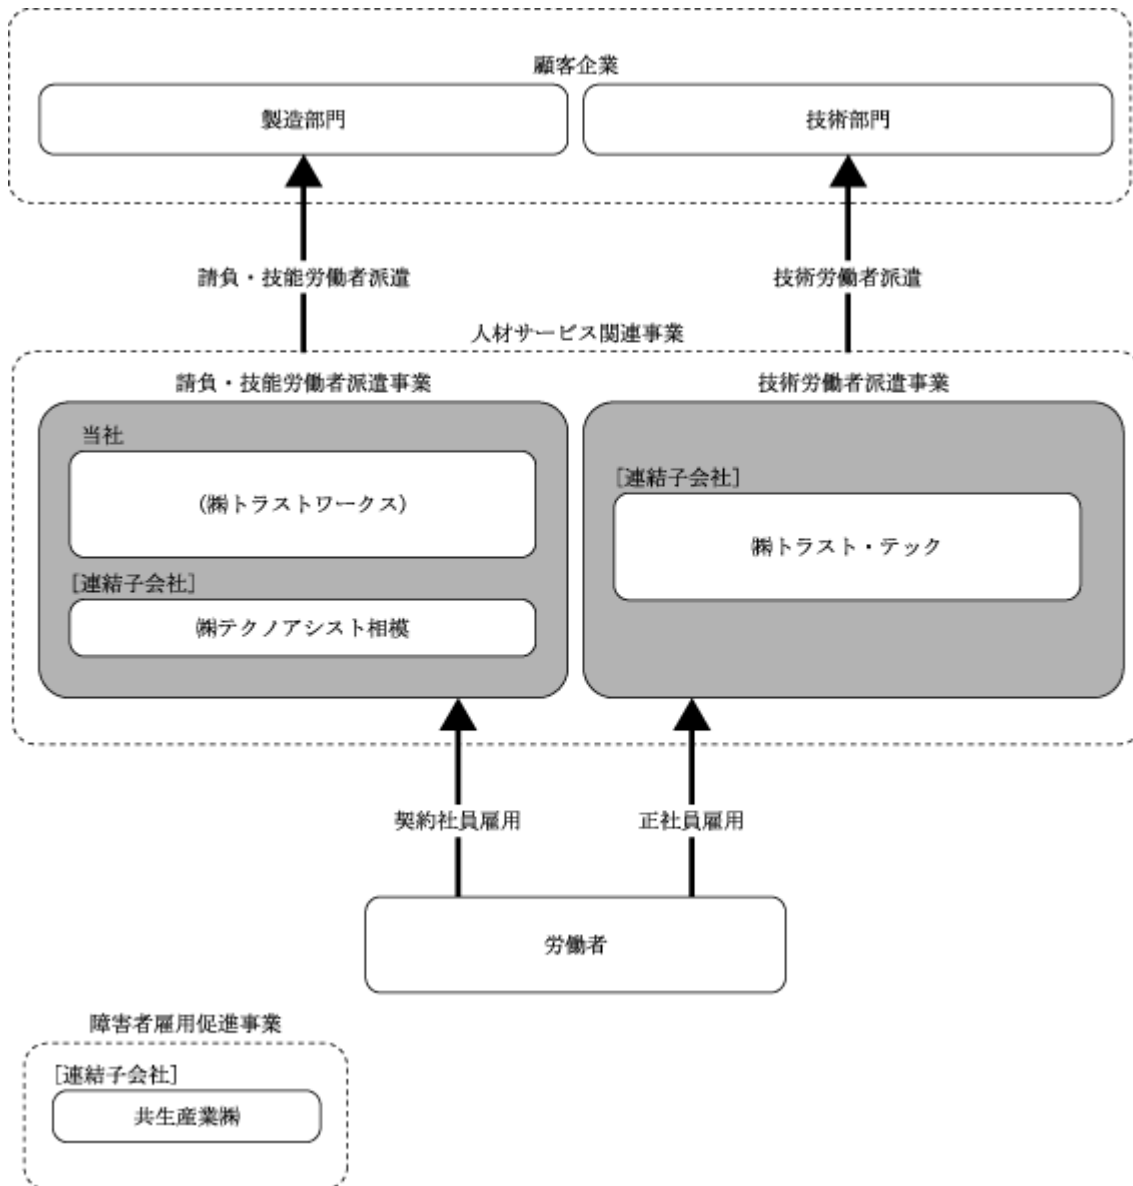 顧客企業
製造部門
技術部門
請負・技能労働者派遣
技術労働者派遣
人材サービス関連事業
請負・技能労働者派遣事業
技術労働者派遣事業
当社
(㈱トラストワークス)
[連結子会社]
㈱テクノアシスト相模
[連結子会社]
㈱トラスト・テック
契約社員雇用
正社員雇用
労働者
障害者雇用促進事業
[連結子会社]
共生産業㈱